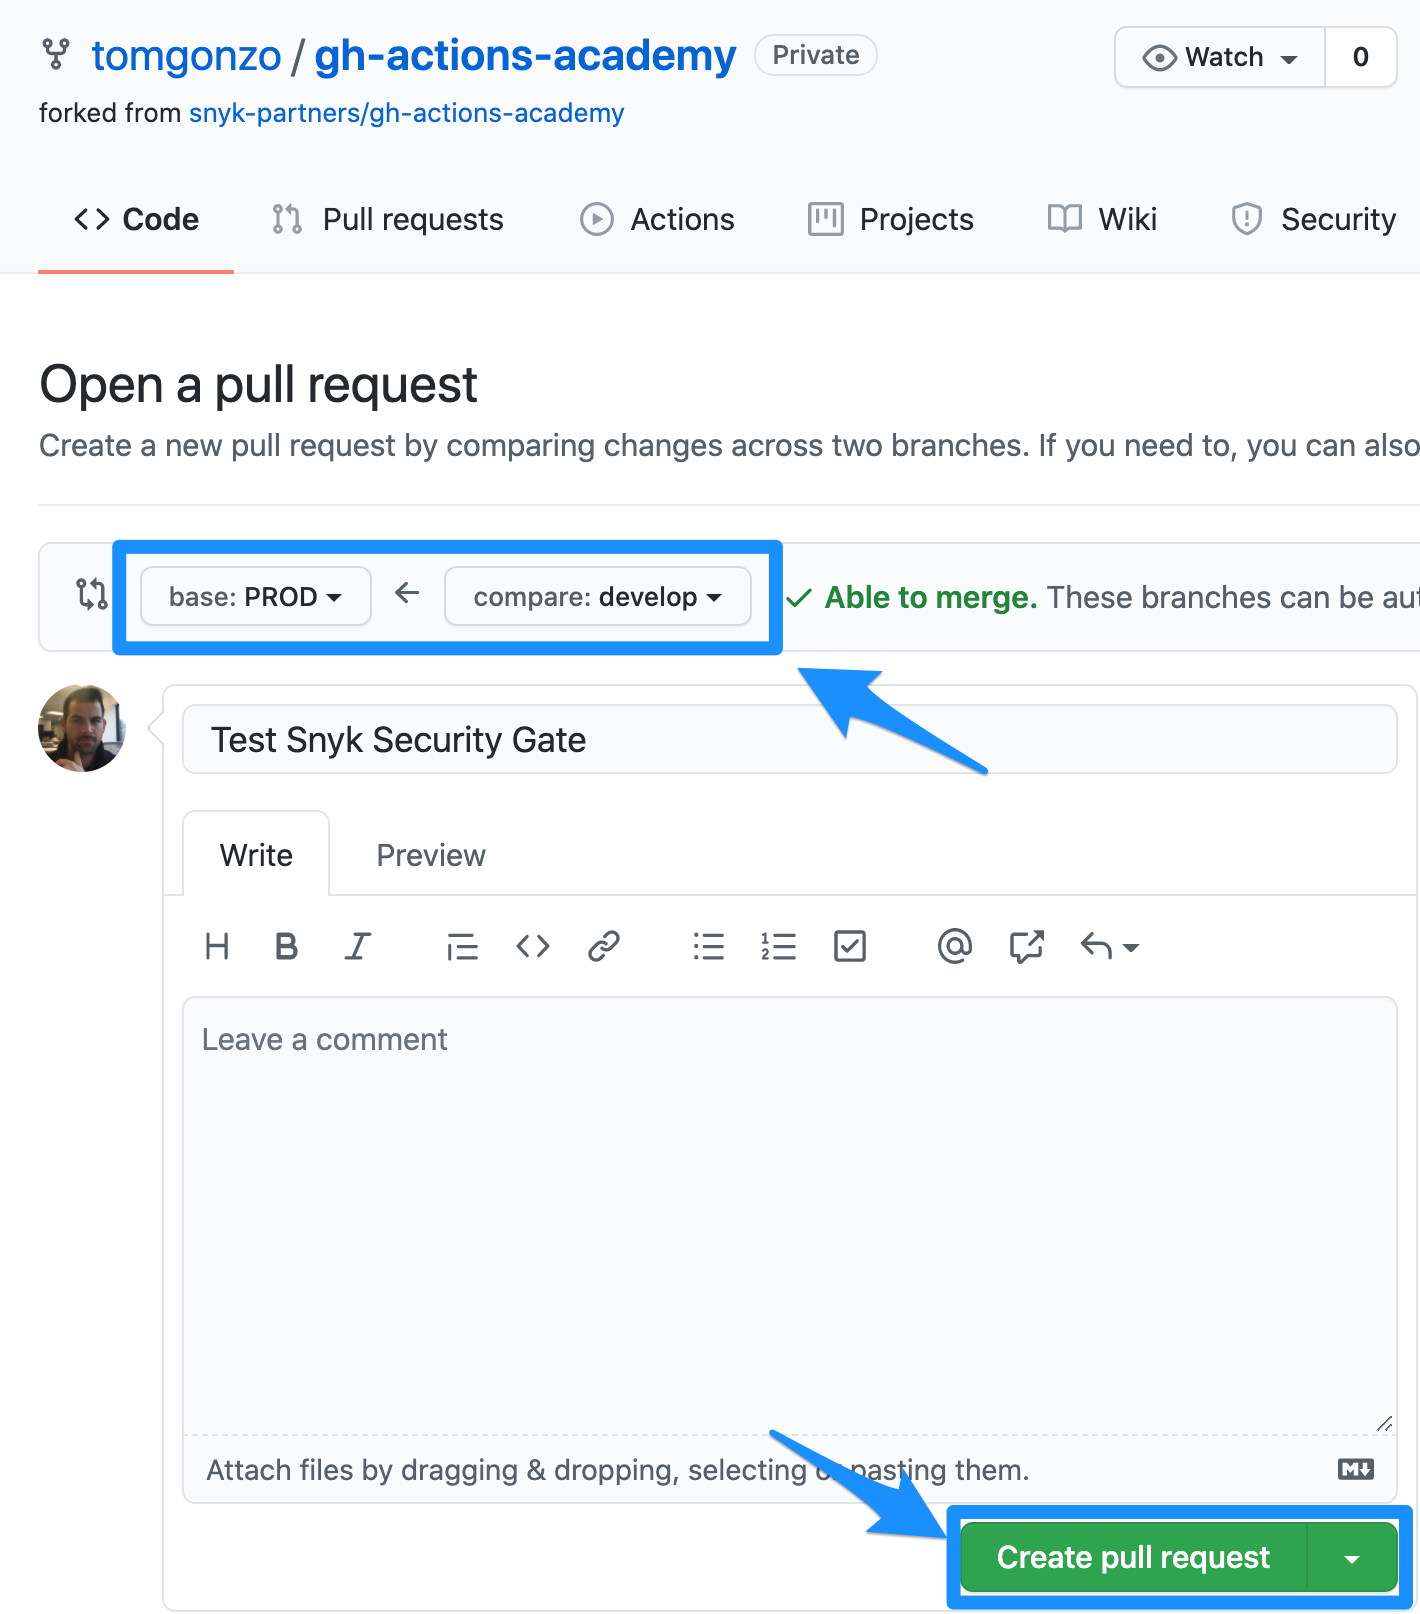 tomgonzo / gh-actions-academy Private Watch 0
forked from snyk-partners/gh-actions-academy
Code Pull requests Actions Projects Wiki Security
Open a pull request
Create a new pull request by comparing changes across two branches. If you need to, you can also
base: PROD compare: develop Able to merge. These branches can be aut
Test Snyk Security Gate
Write Preview
Leave a comment
Attach files by dragging & dropping, selecting or pasting them.
Create pull request